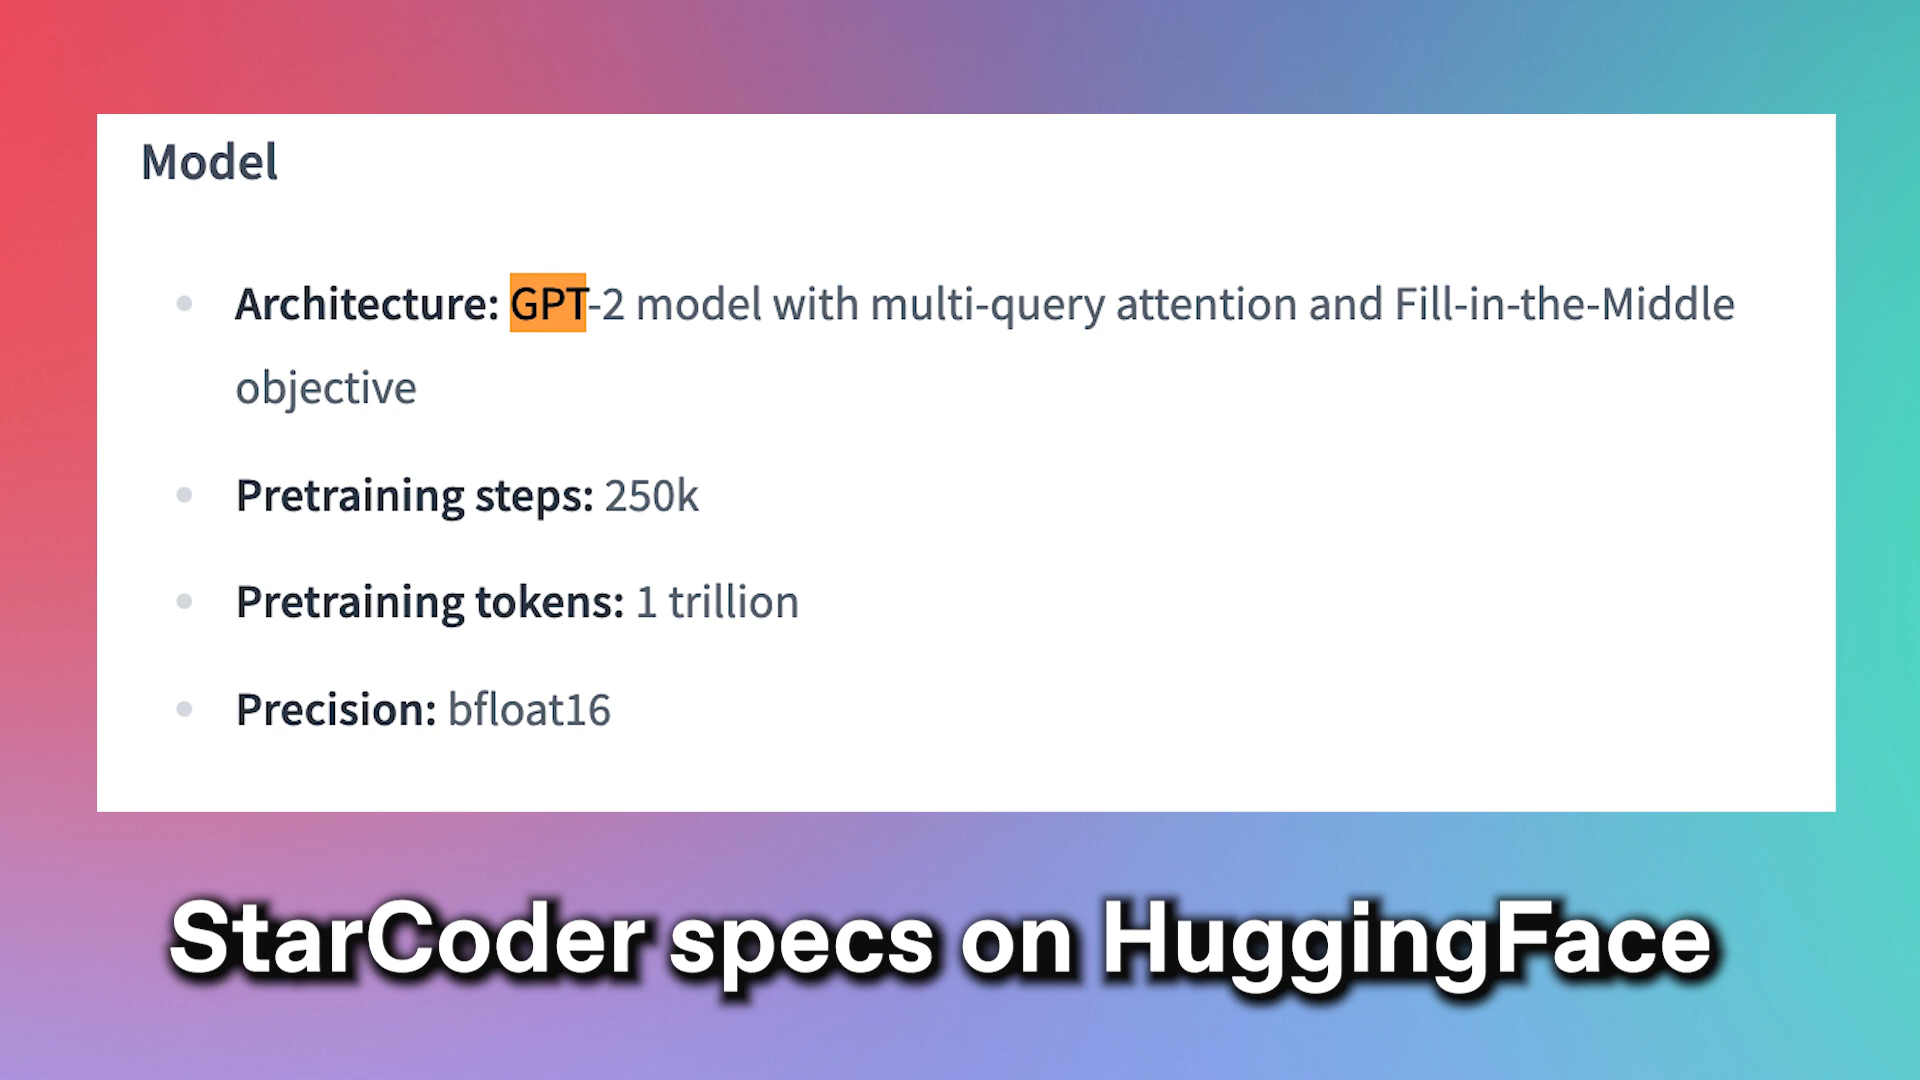 Model
Architecture: GPT-2 model with multi-query attention and Fill-in-the-Middle
objective
Pretraining steps: 250k
Pretraining tokens: 1 trillion
Precision: bfloat16
StarCoder specs on HuggingFace